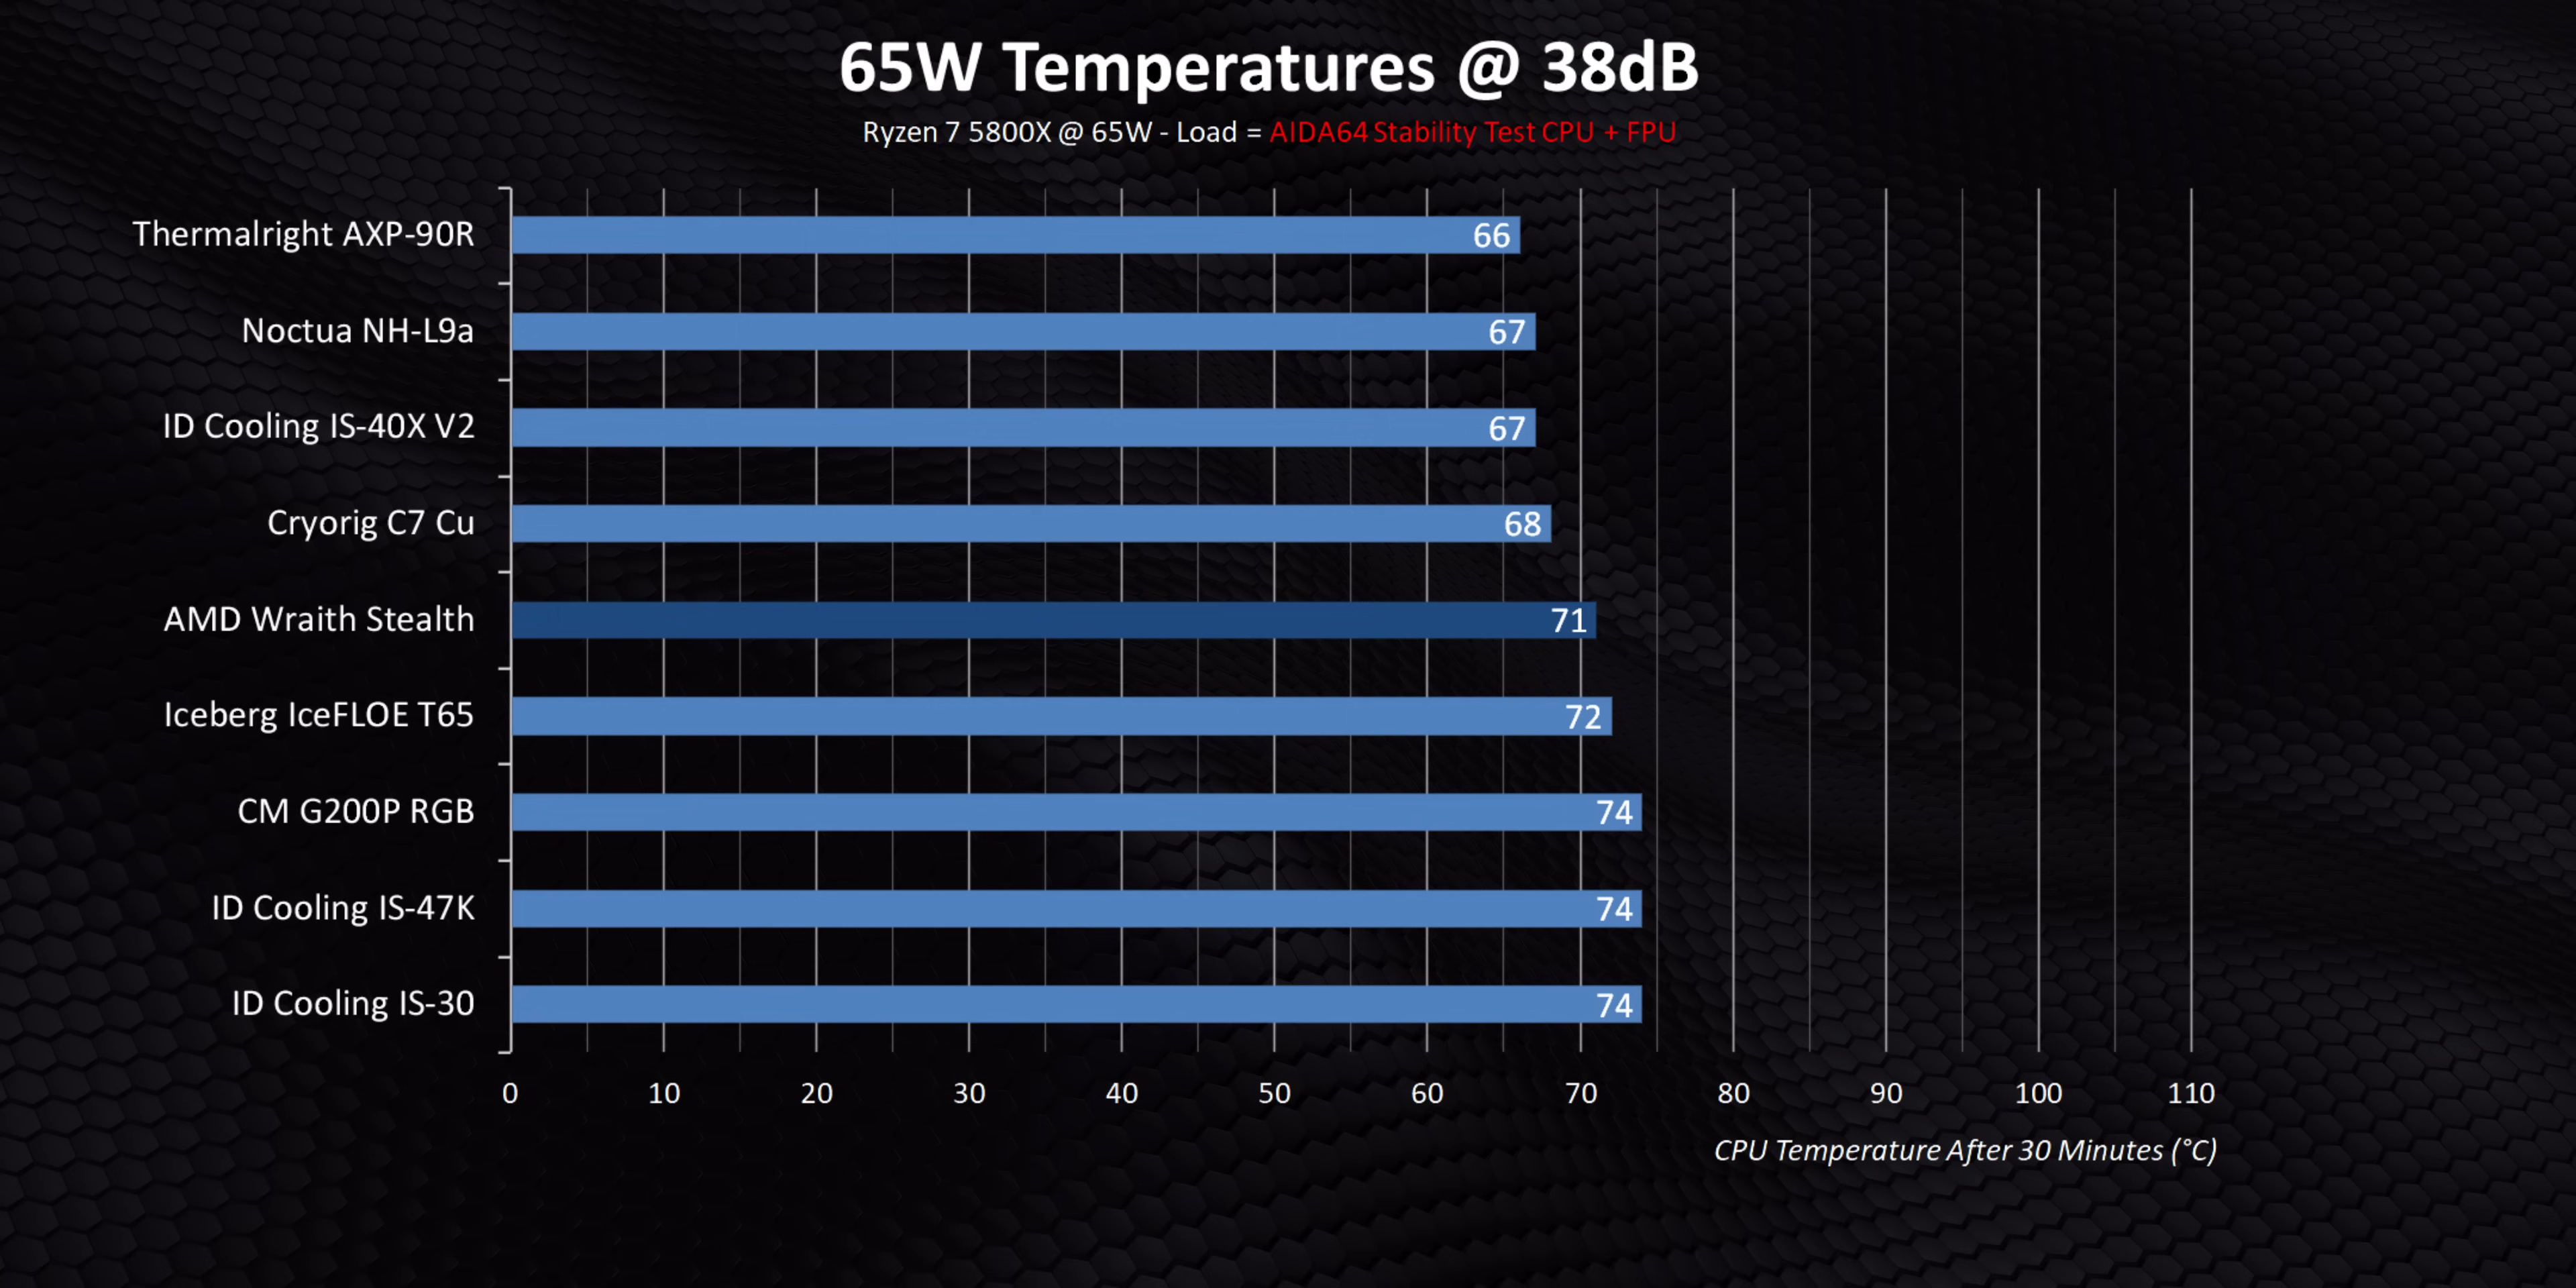 65W Temperatures @ 38dB
Ryzen 7 5800X @ 65W - Load = AIDA64 Stability Test CPU + FPU
Thermalright AXP-90R 66
Noctua NH-L9a 67
ID Cooling IS-40X V2 67
Cryorig C7 Cu 68
AMD Wraith Stealth 71
Iceberg IceFLOE T65 72
CM G200P RGB 74
ID Cooling IS-47K 74
ID Cooling IS-30 74
0 10 20 30 40 50 60 70 80 90 100 110
CPU Temperature After 30 Minutes (°C)